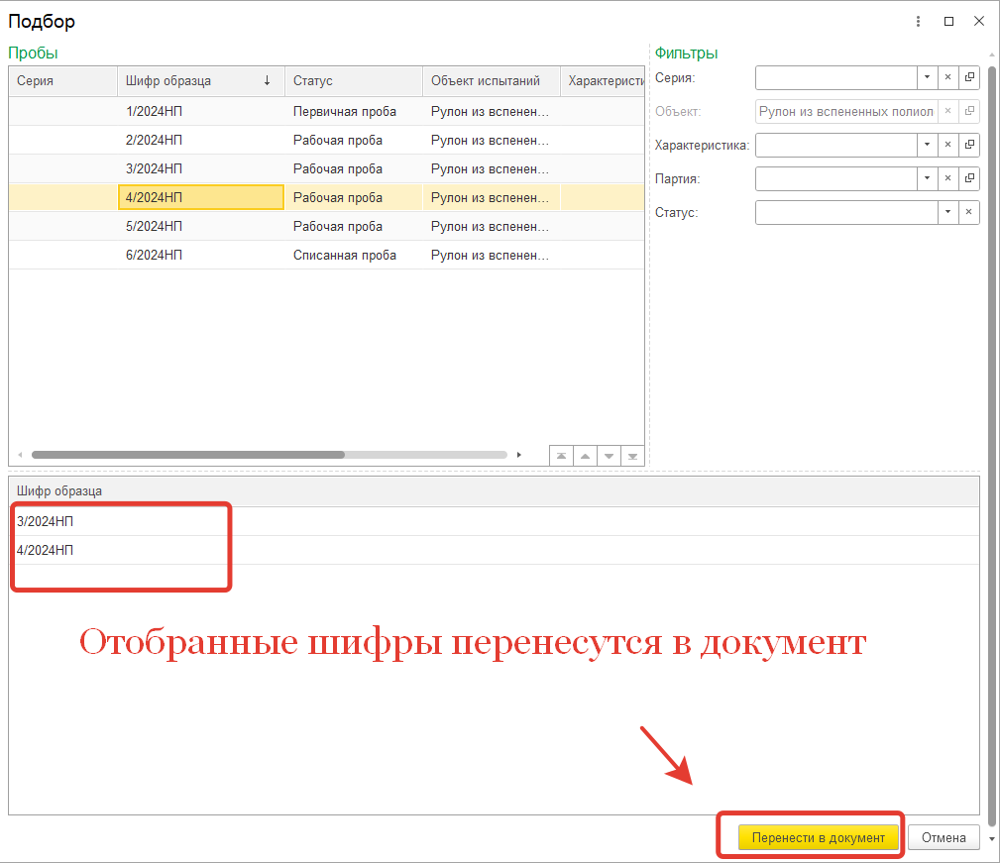 Подбор
Пробы
Серия Шифр образца ↓ Статус Объект испытаний Характеристи
1/2024НП Первичная проба Рулон из вспенен...
2/2024НП Рабочая проба Рулон из вспенен...
3/2024НП Рабочая проба Рулон из вспенен...
4/2024НП Рабочая проба Рулон из вспенен...
5/2024НП Рабочая проба Рулон из вспенен...
6/2024НП Списанная проба Рулон из вспенен...
Фильтры
Серия:
Объект: Рулон из вспененных полиол
Характеристика:
Партия:
Статус:
Шифр образца
3/2024НП
4/2024НП
Отобранные шифры перенесутся в документ
Перенести в документ Отмена